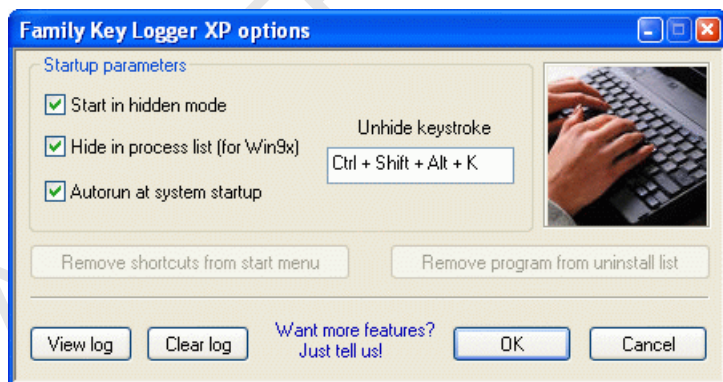 Family Key Logger XP options
Startup parameters
Start in hidden mode
Hide in process list (for Win9x)
Autorun at system startup
Unhide keystroke
Ctrl + Shift + Alt + K
Remove shortcuts from start menu
Remove program from uninstall list
View log
Clear log
Want more features?
Just tell us!
OK
Cancel